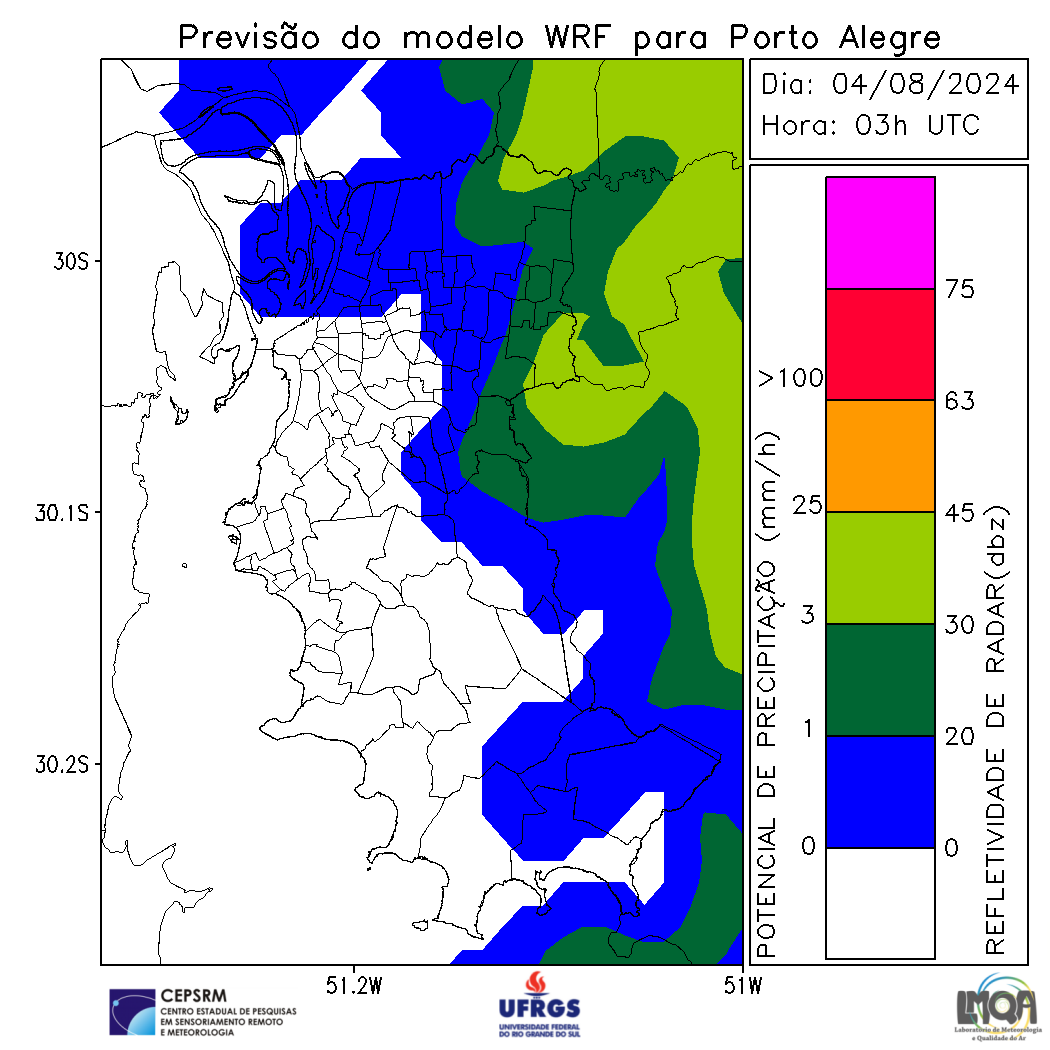 Previsão do modelo WRF para Porto Alegre
Dia: 04/08/2024
Hora: 03h UTC
30S
30.1S
30.2S
51.2W
51W
POTENCIAL DE PRECIPITAÇÃO (mm/h)
>100
25
3
1
0
75
63
45
30
20
0
REFLETIVIDADE DE RADAR(dbz)
CEPSRM
CENTRO ESTADUAL DE PESQUISAS
EM SENSORIAMENTO REMOTO
E METEOROLOGIA
UFRGS
UNIVERSIDADE FEDERAL
DO RIO GRANDE DO SUL
LMQA
Laboratório de Meteorologia
e Qualidade do Ar